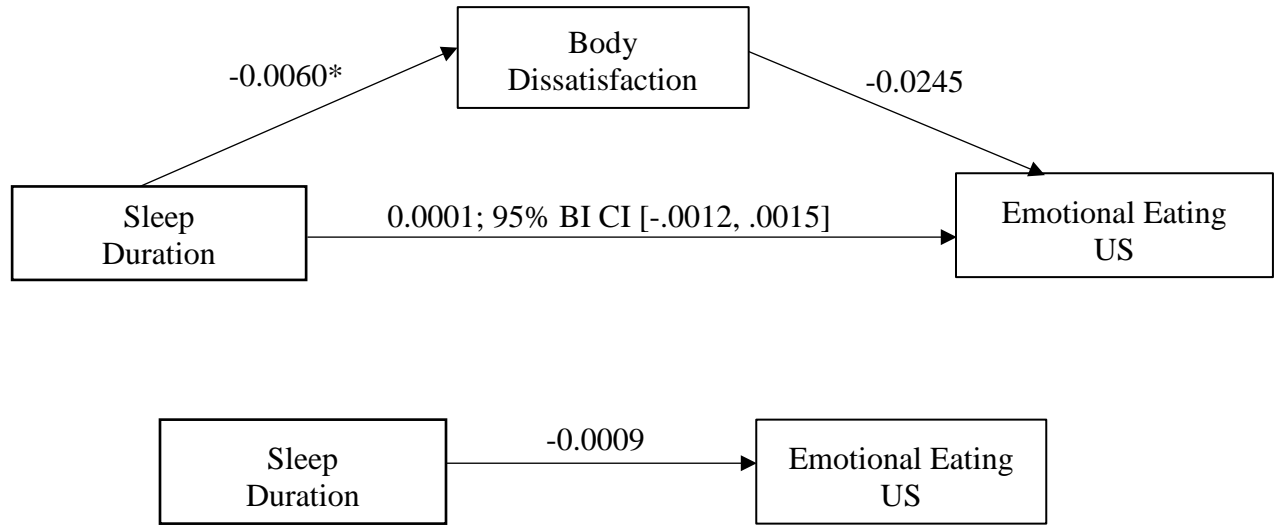 Body
Dissatisfaction
-0.0060*
-0.0245
Sleep
Duration
0.0001; 95% BI CI [-.0012, .0015]
Emotional Eating
US
Sleep
Duration
-0.0009
Emotional Eating
US